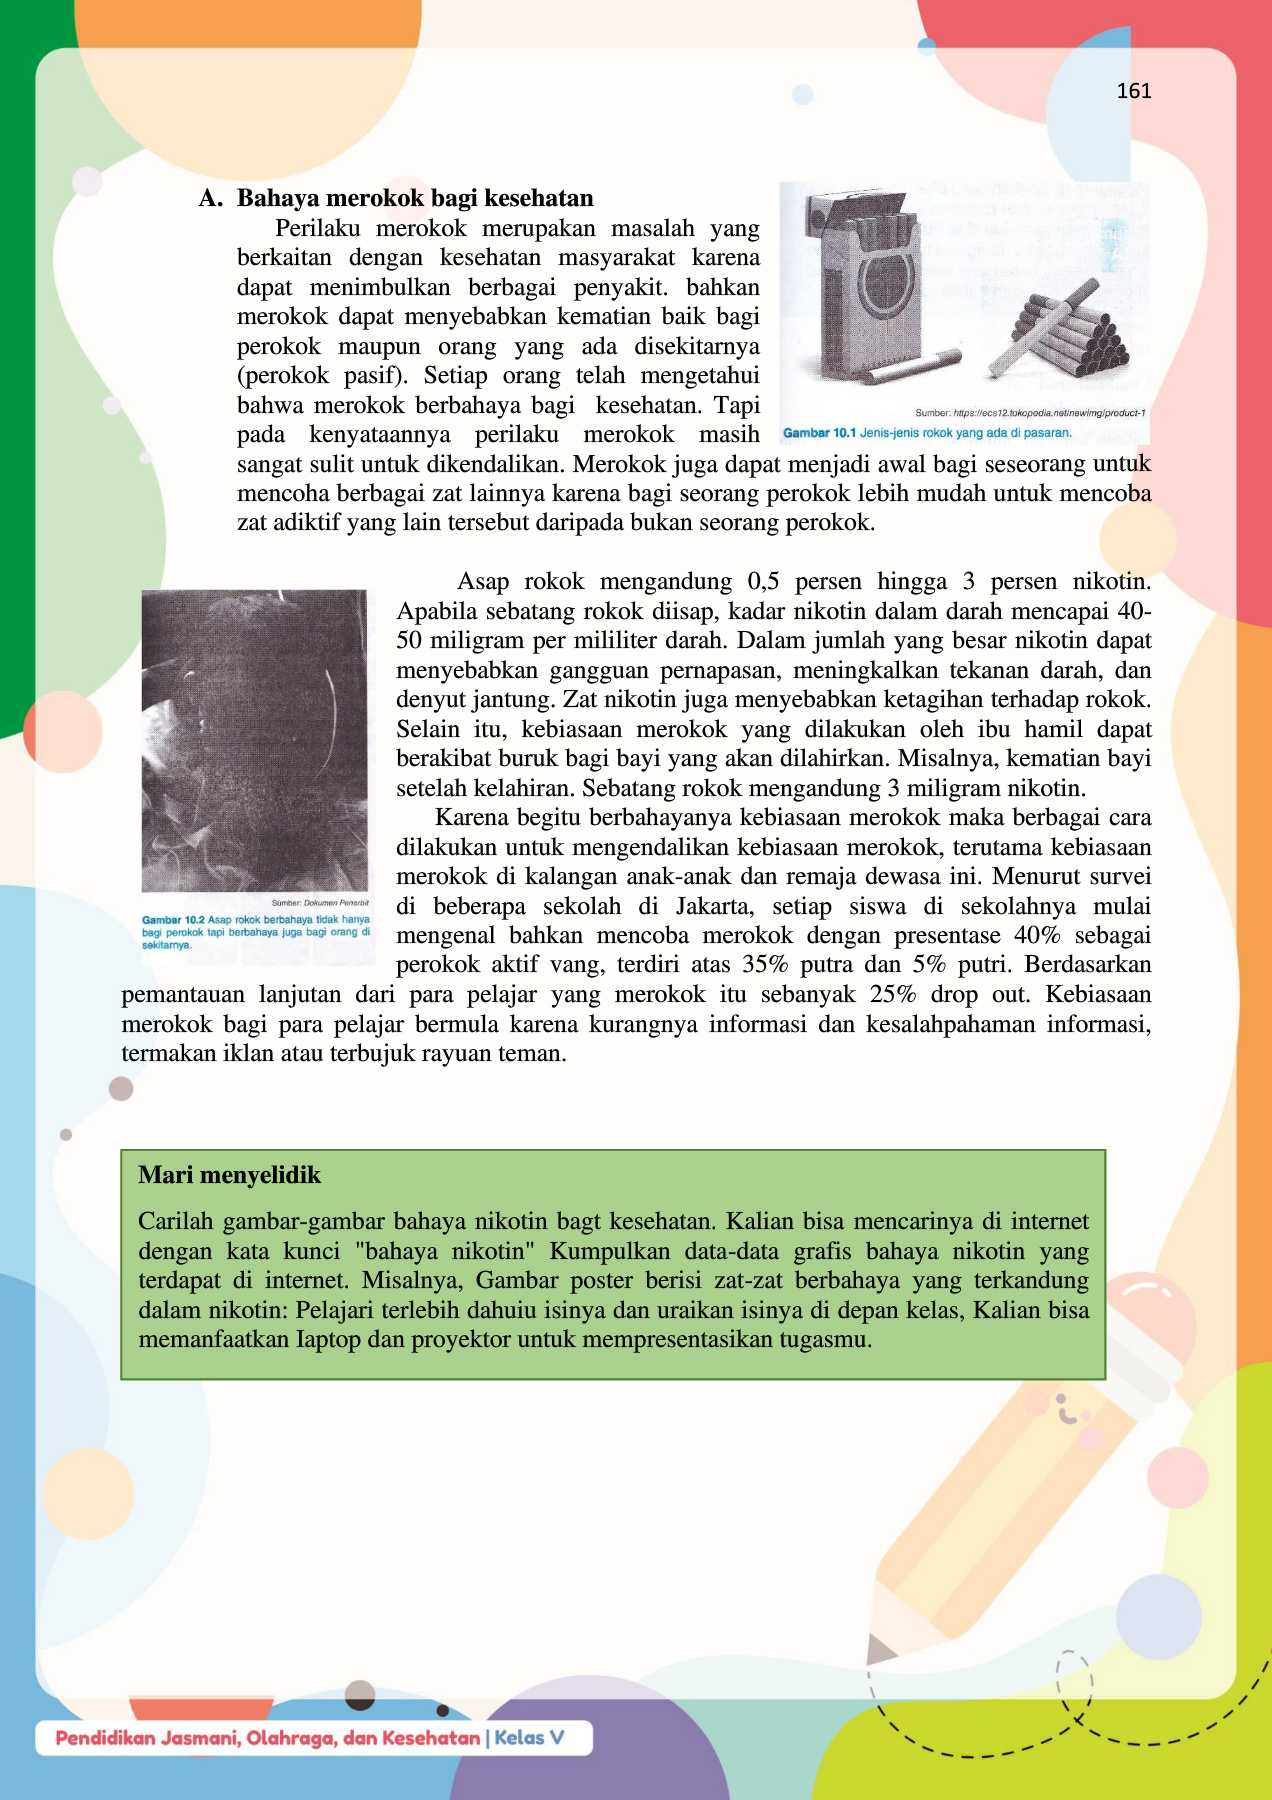 161
A. Bahaya merokok bagi kesehatan
Perilaku merokok merupakan masalah yang
berkaitan dengan kesehatan masyarakat karena
dapat menimbulkan berbagai penyakit. bahkan
merokok dapat menyebabkan kematian baik bagi
perokok maupun orang yang ada disekitarnya
(perokok pasif). Setiap orang telah mengetahui
bahwa merokok berbahaya bagi kesehatan. Tapi
pada kenyataannya perilaku merokok masih
sangat sulit untuk dikendalikan. Merokok juga dapat menjadi awal bagi seseorang untuk
mencoha berbagai zat lainnya karena bagi seorang perokok lebih mudah untuk mencoba
zat adiktif yang lain tersebut daripada bukan seorang perokok.
Sumber: https://ecs12.tokopedia.net/newimg/product-1
Gambar 10.1 Jenis-jenis rokok yang ada di pasaran.
Asap rokok mengandung 0,5 persen hingga 3 persen nikotin.
Apabila sebatang rokok diisap, kadar nikotin dalam darah mencapai 40-
50 miligram per mililiter darah. Dalam jumlah yang besar nikotin dapat
menyebabkan gangguan pernapasan, meningkalkan tekanan darah, dan
denyut jantung. Zat nikotin juga menyebabkan ketagihan terhadap rokok.
Selain itu, kebiasaan merokok yang dilakukan oleh ibu hamil dapat
berakibat buruk bagi bayi yang akan dilahirkan. Misalnya, kematian bayi
setelah kelahiran. Sebatang rokok mengandung 3 miligram nikotin.
Karena begitu berbahayanya kebiasaan merokok maka berbagai cara
dilakukan untuk mengendalikan kebiasaan merokok, terutama kebiasaan
merokok di kalangan anak-anak dan remaja dewasa ini. Menurut survei
di beberapa sekolah di Jakarta, setiap siswa di sekolahnya mulai
mengenal bahkan mencoba merokok dengan presentase 40% sebagai
perokok aktif vang, terdiri atas 35% putra dan 5% putri. Berdasarkan
pemantauan lanjutan dari para pelajar yang merokok itu sebanyak 25% drop out. Kebiasaan
merokok bagi para pelajar bermula karena kurangnya informasi dan kesalahpahaman informasi,
termakan iklan atau terbujuk rayuan teman.
Sumber: Dokumen Penerbit
Gambar 10.2 Asap rokok berbahaya tidak hanya
bagi perokok tapi berbahaya juga bagi orang di
sekitarnya.
Mari menyelidik
Carilah gambar-gambar bahaya nikotin bagt kesehatan. Kalian bisa mencarinya di internet
dengan kata kunci "bahaya nikotin" Kumpulkan data-data grafis bahaya nikotin yang
terdapat di internet. Misalnya, Gambar poster berisi zat-zat berbahaya yang terkandung
dalam nikotin: Pelajari terlebih dahuiu isinya dan uraikan isinya di depan kelas, Kalian bisa
memanfaatkan Iaptop dan proyektor untuk mempresentasikan tugasmu.
Pendidikan Jasmani, Olahraga, dan Kesehatan | Kelas V